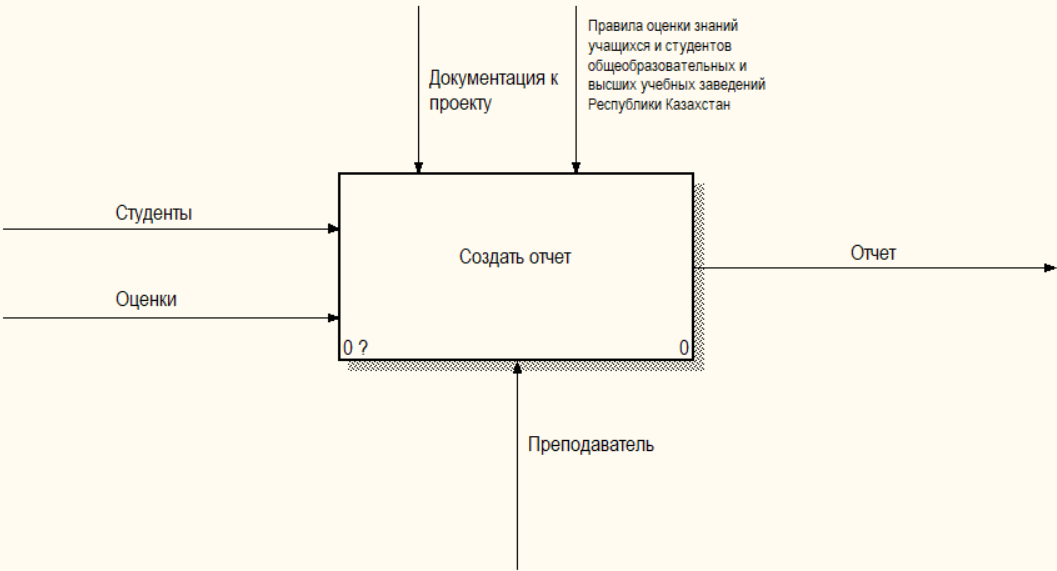 Правила оценки знаний
учащихся и студентов
общеобразовательных и
высших учебных заведений
Республики Казахстан
Документация к
проекту
Студенты
Создать отчет
Отчет
Оценки
0 ?
0
Преподаватель